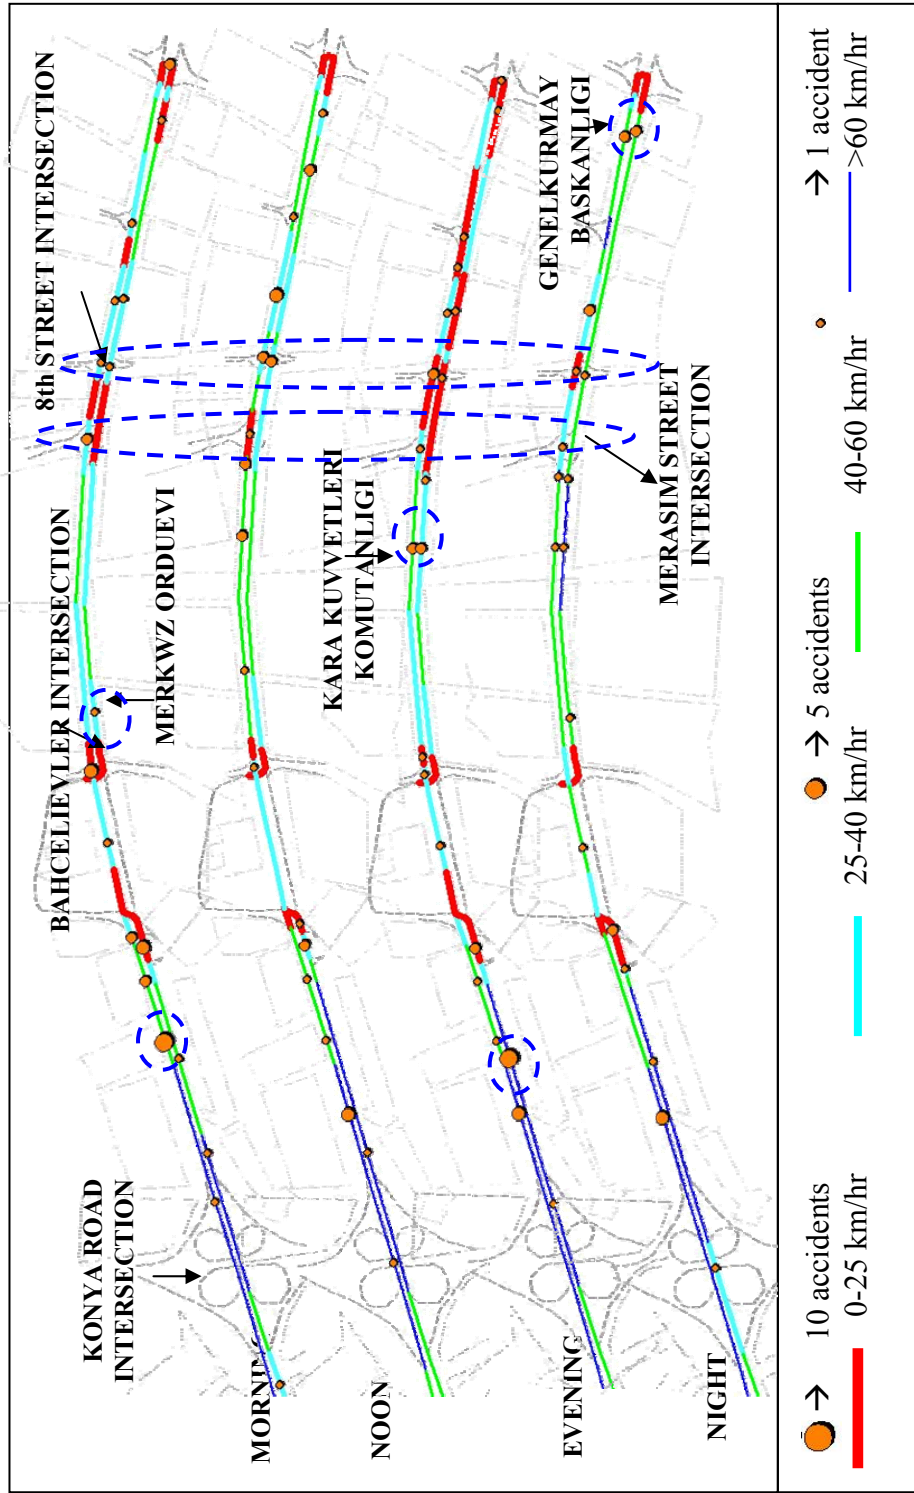 8th STREET INTERSECTION
BAHCELIEVLER INTERSECTION
MERKWZ ORDUEVI
KONYA ROAD
INTERSECTION
GENELKURMAY
BASKANLIGI
KARA KUVVETLERI
KOMUTANLIGI
MERASIM STREET
INTERSECTION
MORNING
NOON
EVENING
NIGHT
→ 10 accidents → 5 accidents → 1 accident
0-25 km/hr 25-40 km/hr 40-60 km/hr >60 km/hr